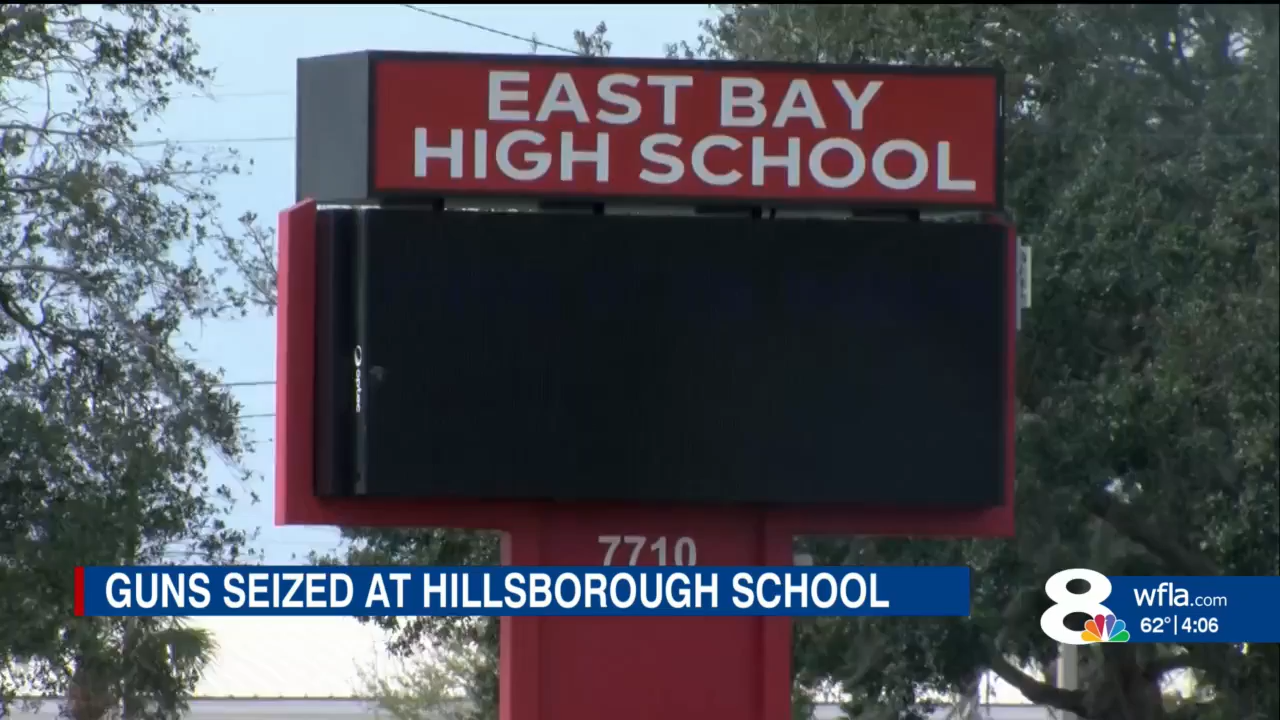 EAST BAY
HIGH SCHOOL
7710
GUNS SEIZED AT HILLSBOROUGH SCHOOL
8 wfla.com
62° | 4:06